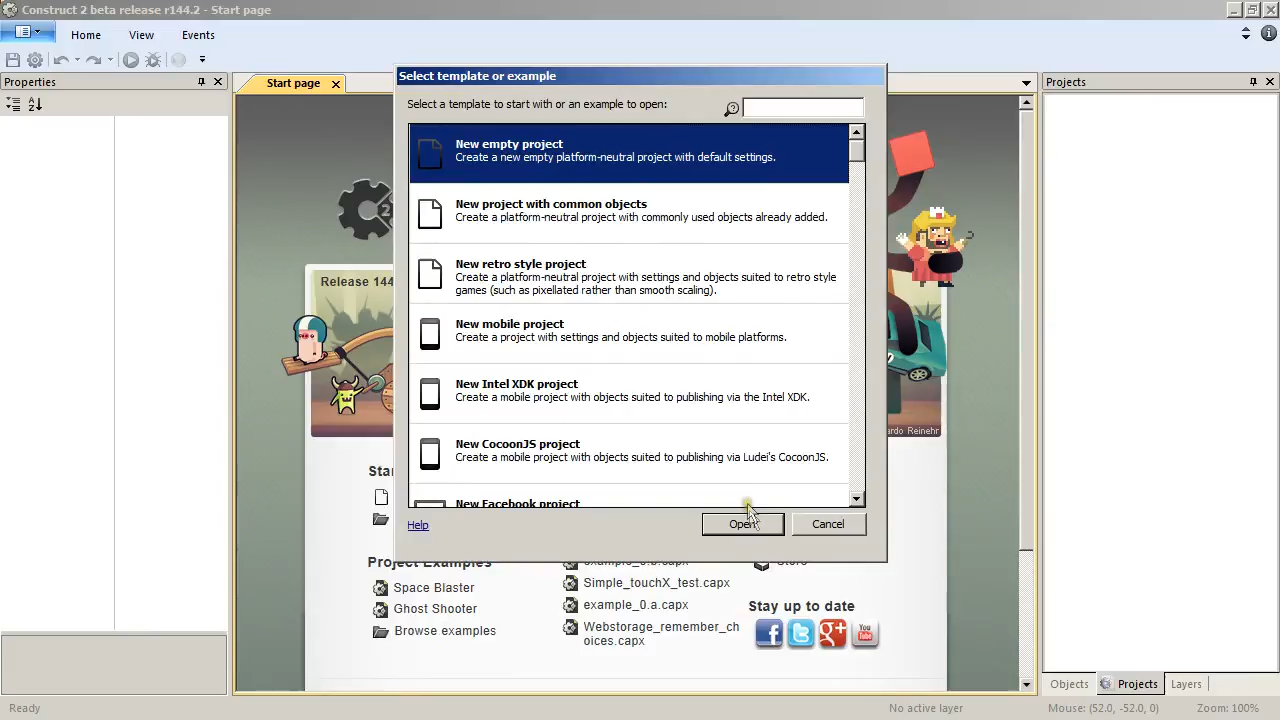 Construct 2 beta release r144.2 - Start page
Home
View
Events
Properties
Start page
Projects
Select template or example
Select a template to start with or an example to open:
New empty project
Create a new empty platform-neutral project with default settings.
New project with common objects
Create a platform-neutral project with commonly used objects already added.
New retro style project
Create a platform-neutral project with settings and objects suited to retro style
games (such as pixellated rather than smooth scaling).
New mobile project
Create a project with settings and objects suited to mobile platforms.
New Intel XDK project
Create a mobile project with objects suited to publishing via the Intel XDK.
New CocoonJS project
Create a mobile project with objects suited to publishing via Ludei's CocoonJS.
New Facebook project
Help
Open
Cancel
Release 144
Reinehr
Project Examples
Space Blaster
Ghost Shooter
Browse examples
Simple_touchX_test.capx
example_0.a.capx
Webstorage_remember_ch
oices.capx
Stay up to date
Objects
Projects
Layers
Ready
No active layer
Mouse: (52.0, -52.0, 0)
Zoom: 100%